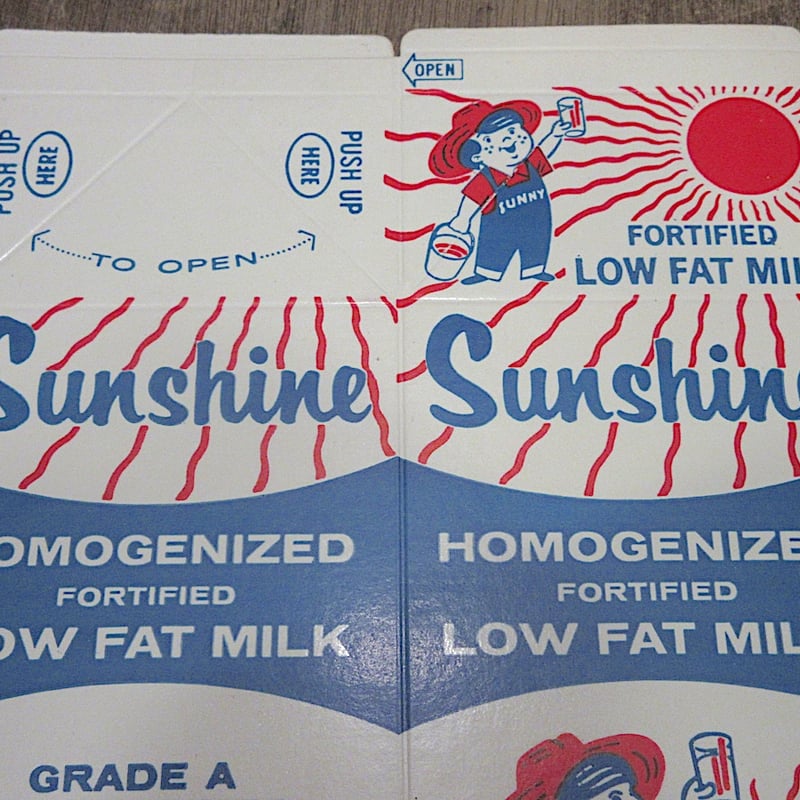 OPEN
PUSH UP
HERE
HERE
PUSH UP
TO OPEN
SUNNY
FORTIFIED
LOW FAT MIL
Sunshine
Sunshin
OMOGENIZED
FORTIFIED
OW FAT MILK
HOMOGENIZE
FORTIFIED
LOW FAT MIL
GRADE A